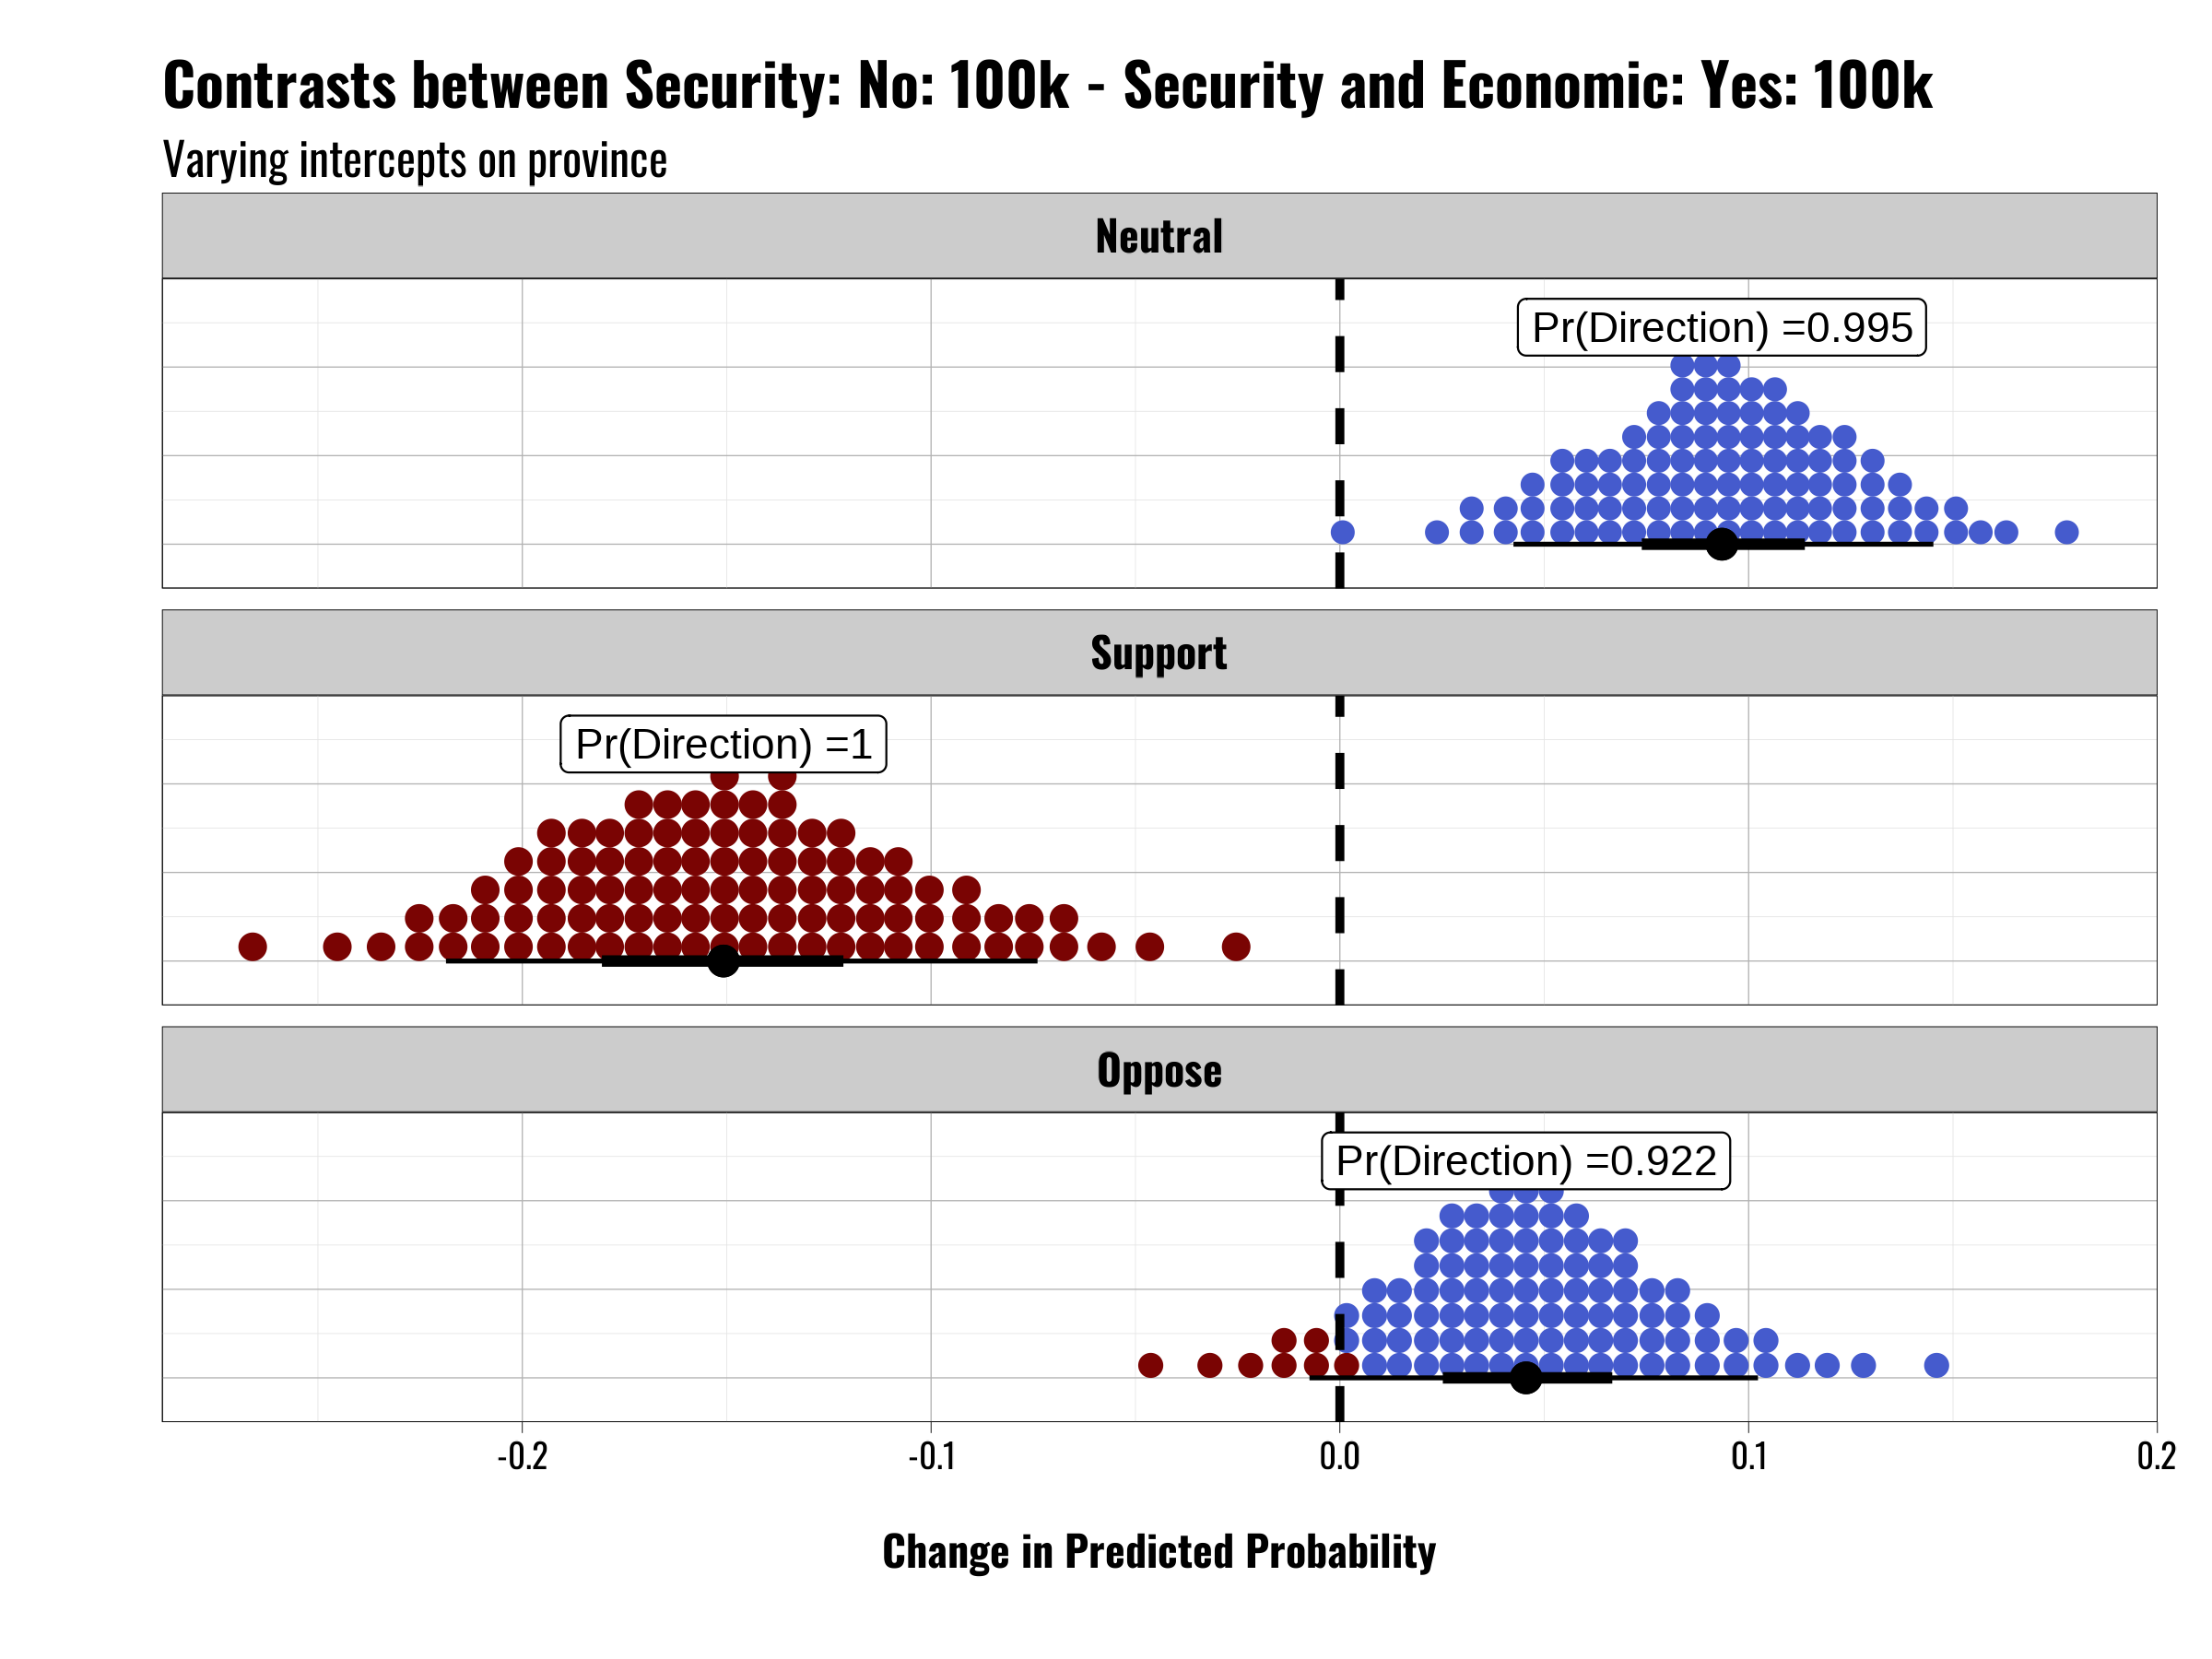 Contrasts between Security: No: 100k - Security and Economic: Yes: 100k
Varying intercepts on province
Neutral
Pr(Direction) =0.995
Support
Pr(Direction) =1
Oppose
Pr(Direction) =0.922
-0.2 -0.1 0.0 0.1 0.2
Change in Predicted Probability